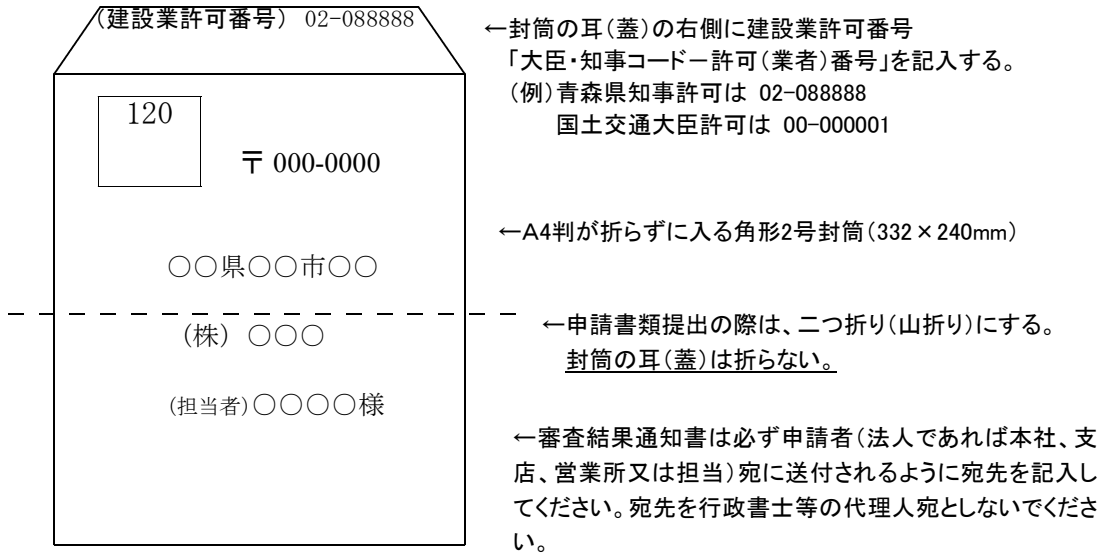 (建設業許可番号) 02-088888
←封筒の耳(蓋)の右側に建設業許可番号
「大臣・知事コード－許可(業者)番号」を記入する。
(例)青森県知事許可は 02-088888
国土交通大臣許可は 00-000001
120
〒 000-0000
←A4判が折らずに入る角形2号封筒(332×240mm)
○○県○○市○○
(株) ○○○
←申請書類提出の際は、二つ折り(山折り)にする。
封筒の耳(蓋)は折らない。
(担当者)○○○○様
←審査結果通知書は必ず申請者(法人であれば本社、支
店、営業所又は担当)宛に送付されるように宛先を記入し
てください。宛先を行政書士等の代理人宛としないでくださ
い。